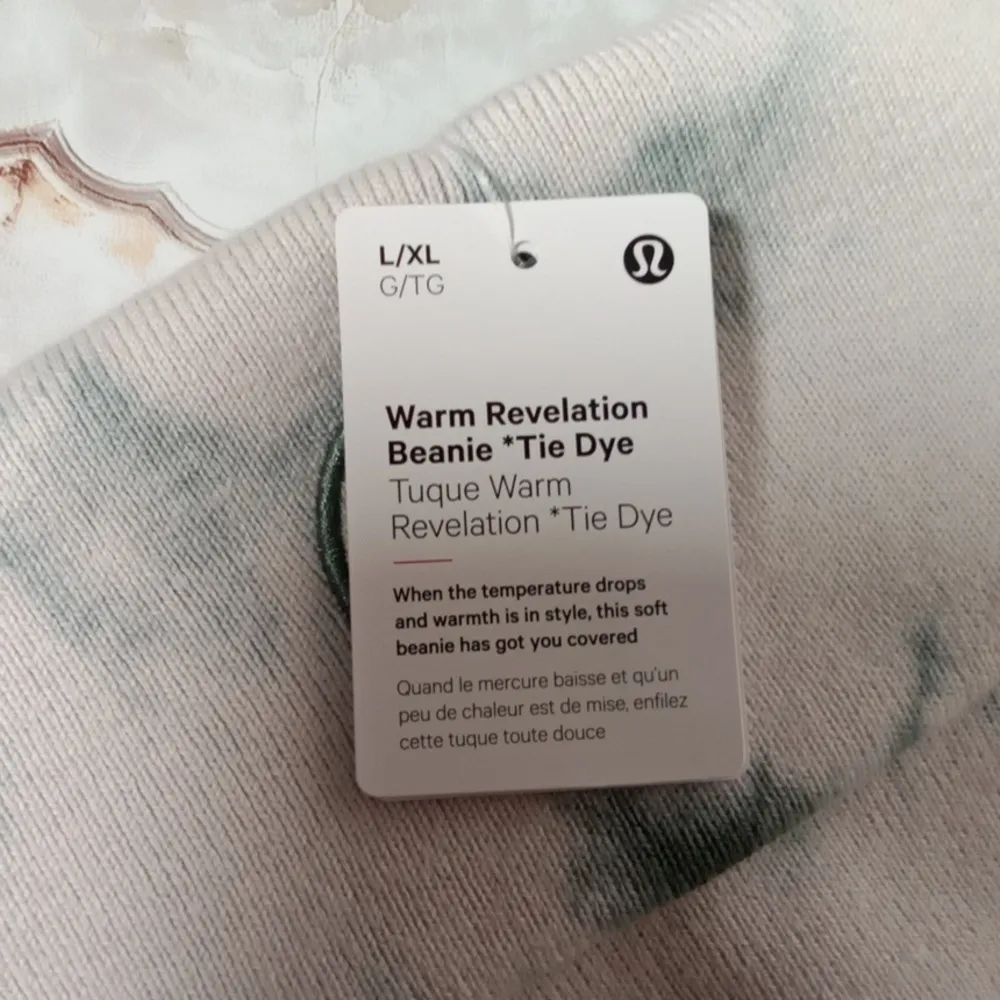 L/XL
G/TG
Warm Revelation
Beanie *Tie Dye
Tuque Warm
Revelation *Tie Dye
When the temperature drops
and warmth is in style, this soft
beanie has got you covered
Quand le mercure baisse et qu'un
peu de chaleur est de mise, enfilez
cette tuque toute douce